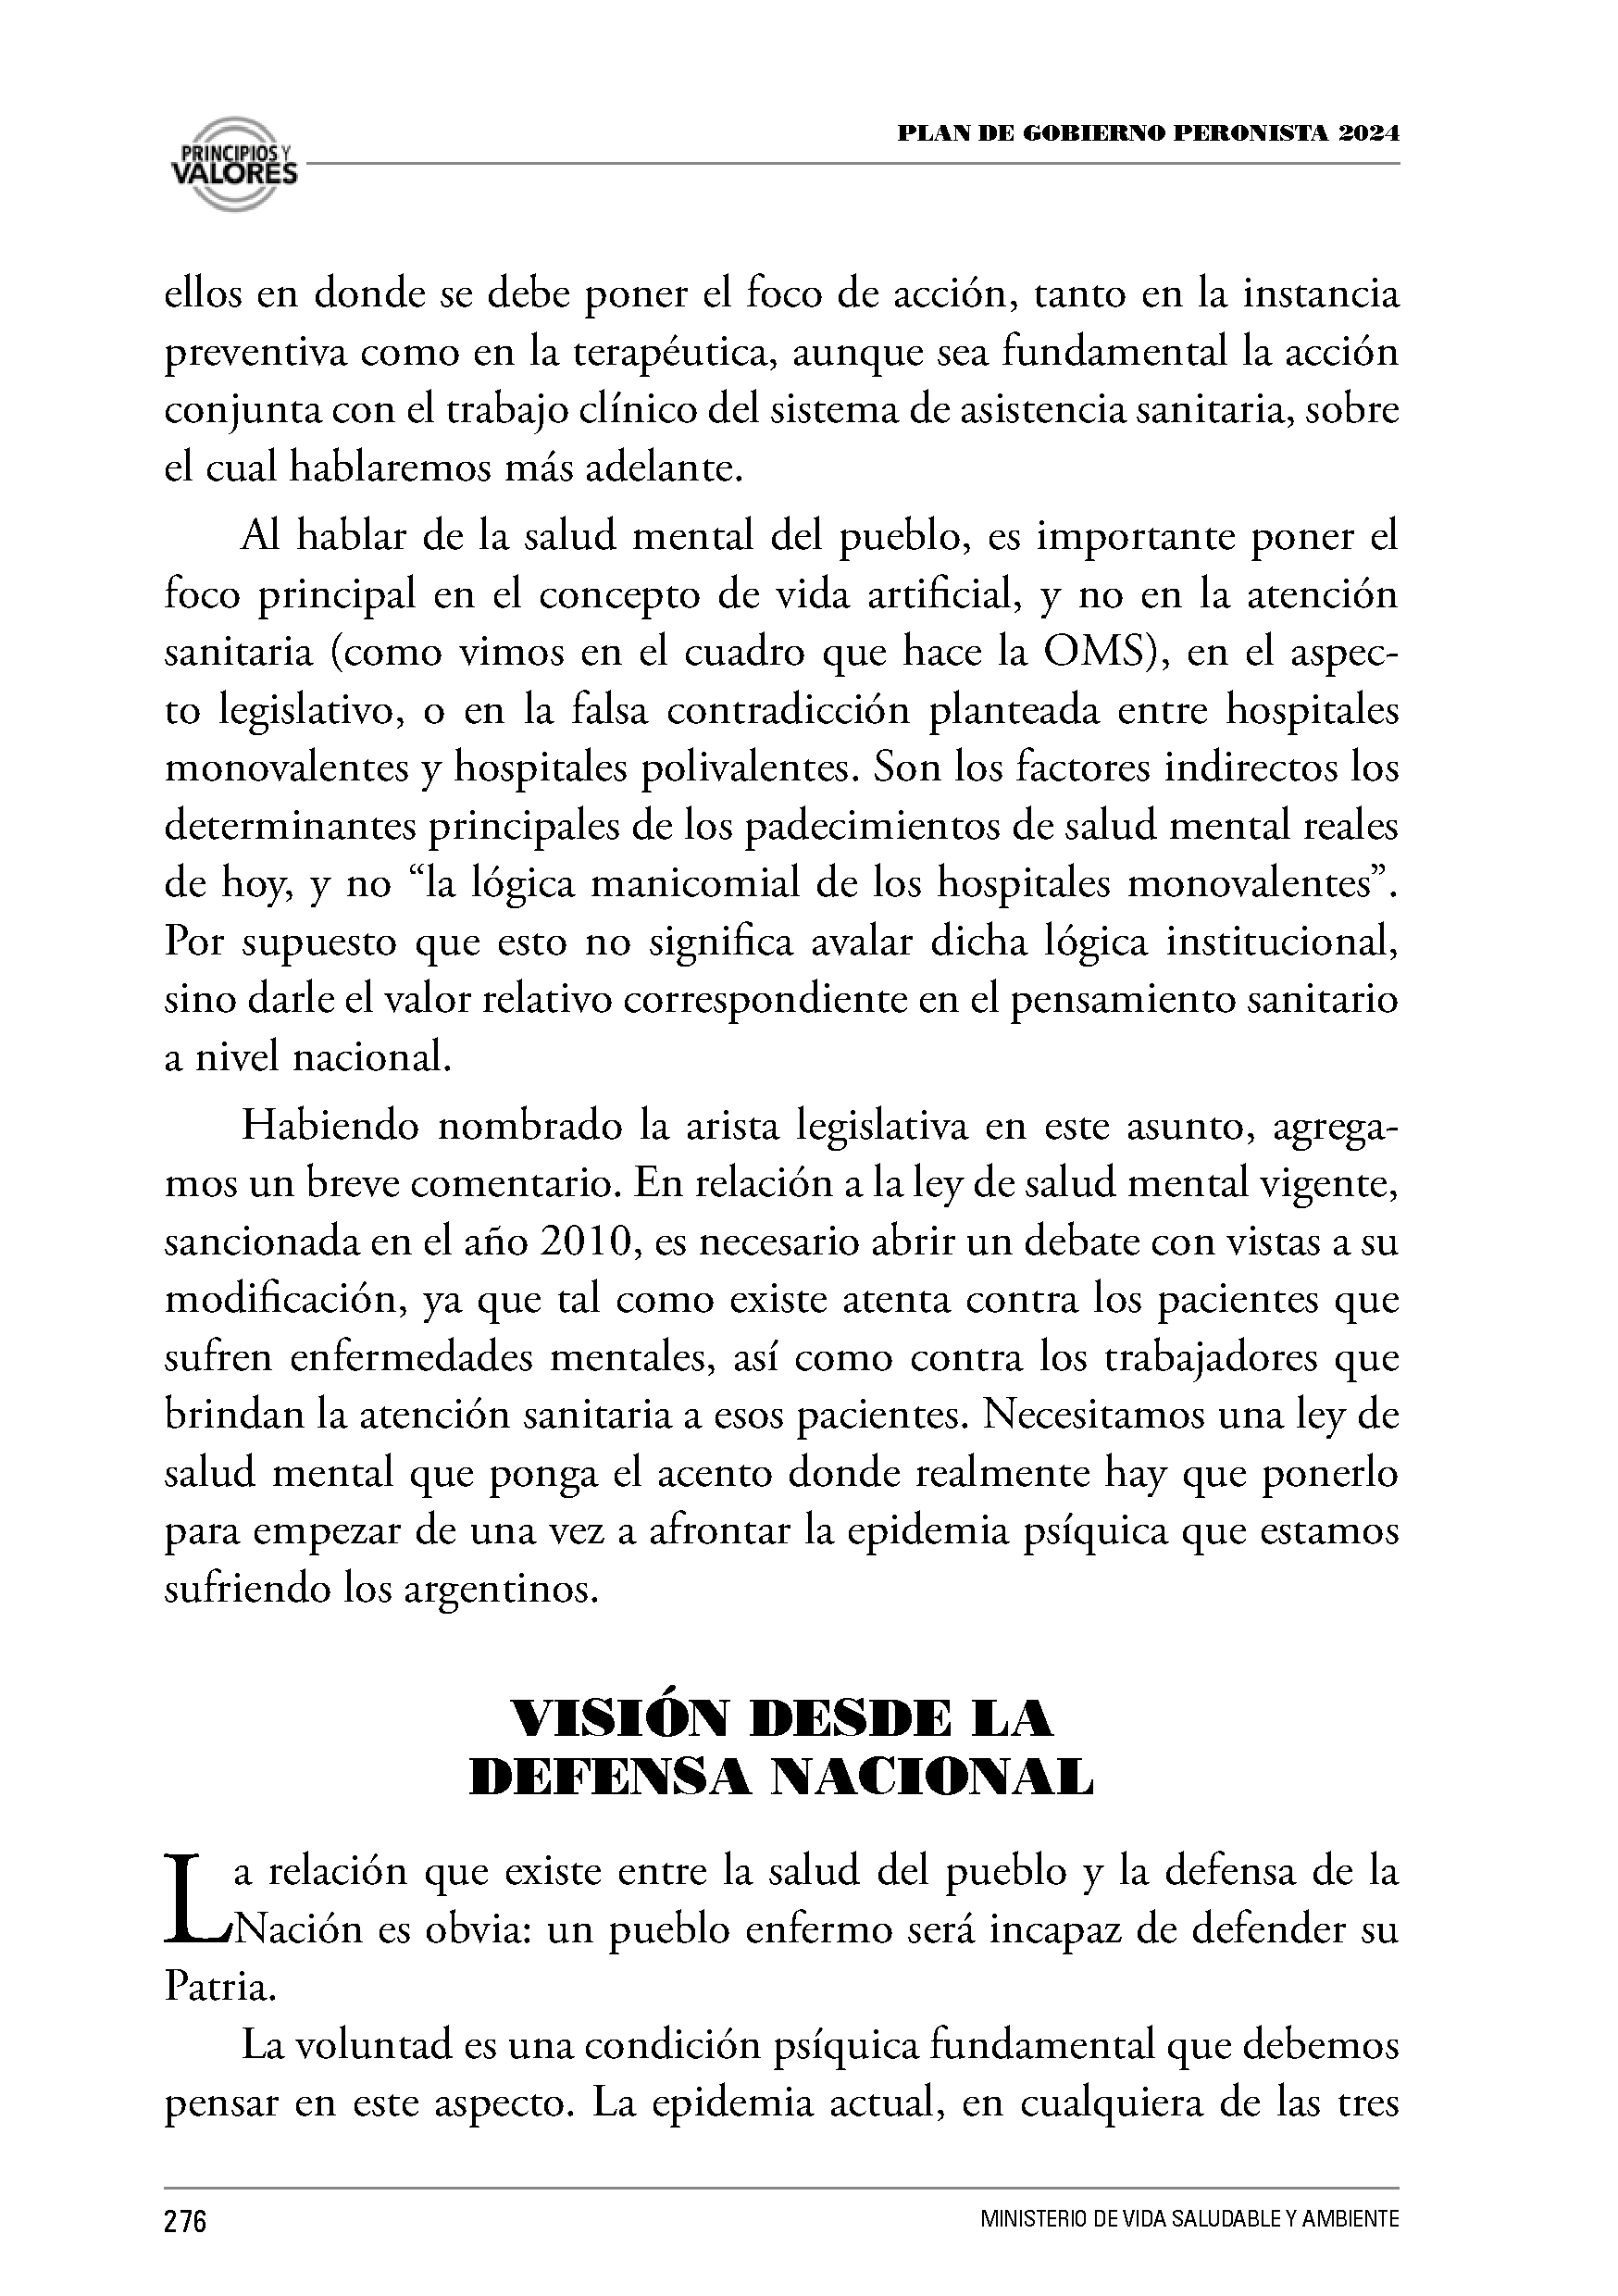 PRINCIPIOS Y
VALORES
PLAN DE GOBIERNO PERONISTA 2024
ellos en donde se debe poner el foco de acción, tanto en la instancia
preventiva como en la terapéutica, aunque sea fundamental la acción
conjunta con el trabajo clínico del sistema de asistencia sanitaria, sobre
el cual hablaremos más adelante.
Al hablar de la salud mental del pueblo, es importante poner el
foco principal en el concepto de vida artificial, y no en la atención
sanitaria (como vimos en el cuadro que hace la OMS), en el aspec-
to legislativo, o en la falsa contradicción planteada entre hospitales
monovalentes y hospitales polivalentes. Son los factores indirectos los
determinantes principales de los padecimientos de salud mental reales
de hoy, y no “la lógica manicomial de los hospitales monovalentes”.
Por supuesto que esto no significa avalar dicha lógica institucional,
sino darle el valor relativo correspondiente en el pensamiento sanitario
a nivel nacional.
Habiendo nombrado la arista legislativa en este asunto, agrega-
mos un breve comentario. En relación a la ley de salud mental vigente,
sancionada en el año 2010, es necesario abrir un debate con vistas a su
modificación, ya que tal como existe atenta contra los pacientes que
sufren enfermedades mentales, así como contra los trabajadores que
brindan la atención sanitaria a esos pacientes. Necesitamos una ley de
salud mental que ponga el acento donde realmente hay que ponerlo
para empezar de una vez a afrontar la epidemia psíquica que estamos
sufriendo los argentinos.
VISIÓN DESDE LA
DEFENSA NACIONAL
La relación que existe entre la salud del pueblo y la defensa de la
Nación es obvia: un pueblo enfermo será incapaz de defender su
Patria.
La voluntad es una condición psíquica fundamental que debemos
pensar en este aspecto. La epidemia actual, en cualquiera de las tres
276
MINISTERIO DE VIDA SALUDABLE Y AMBIENTE